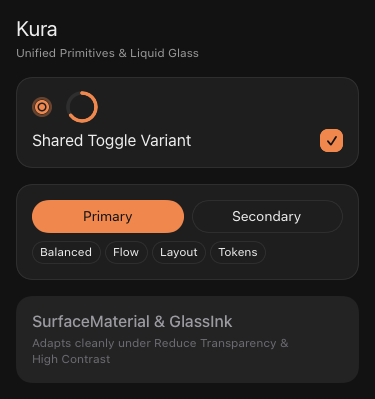 Kura
Unified Primitives & Liquid Glass
Shared Toggle Variant
Primary
Secondary
Balanced
Flow
Layout
Tokens
SurfaceMaterial & GlassInk
Adapts cleanly under Reduce Transparency &
High Contrast